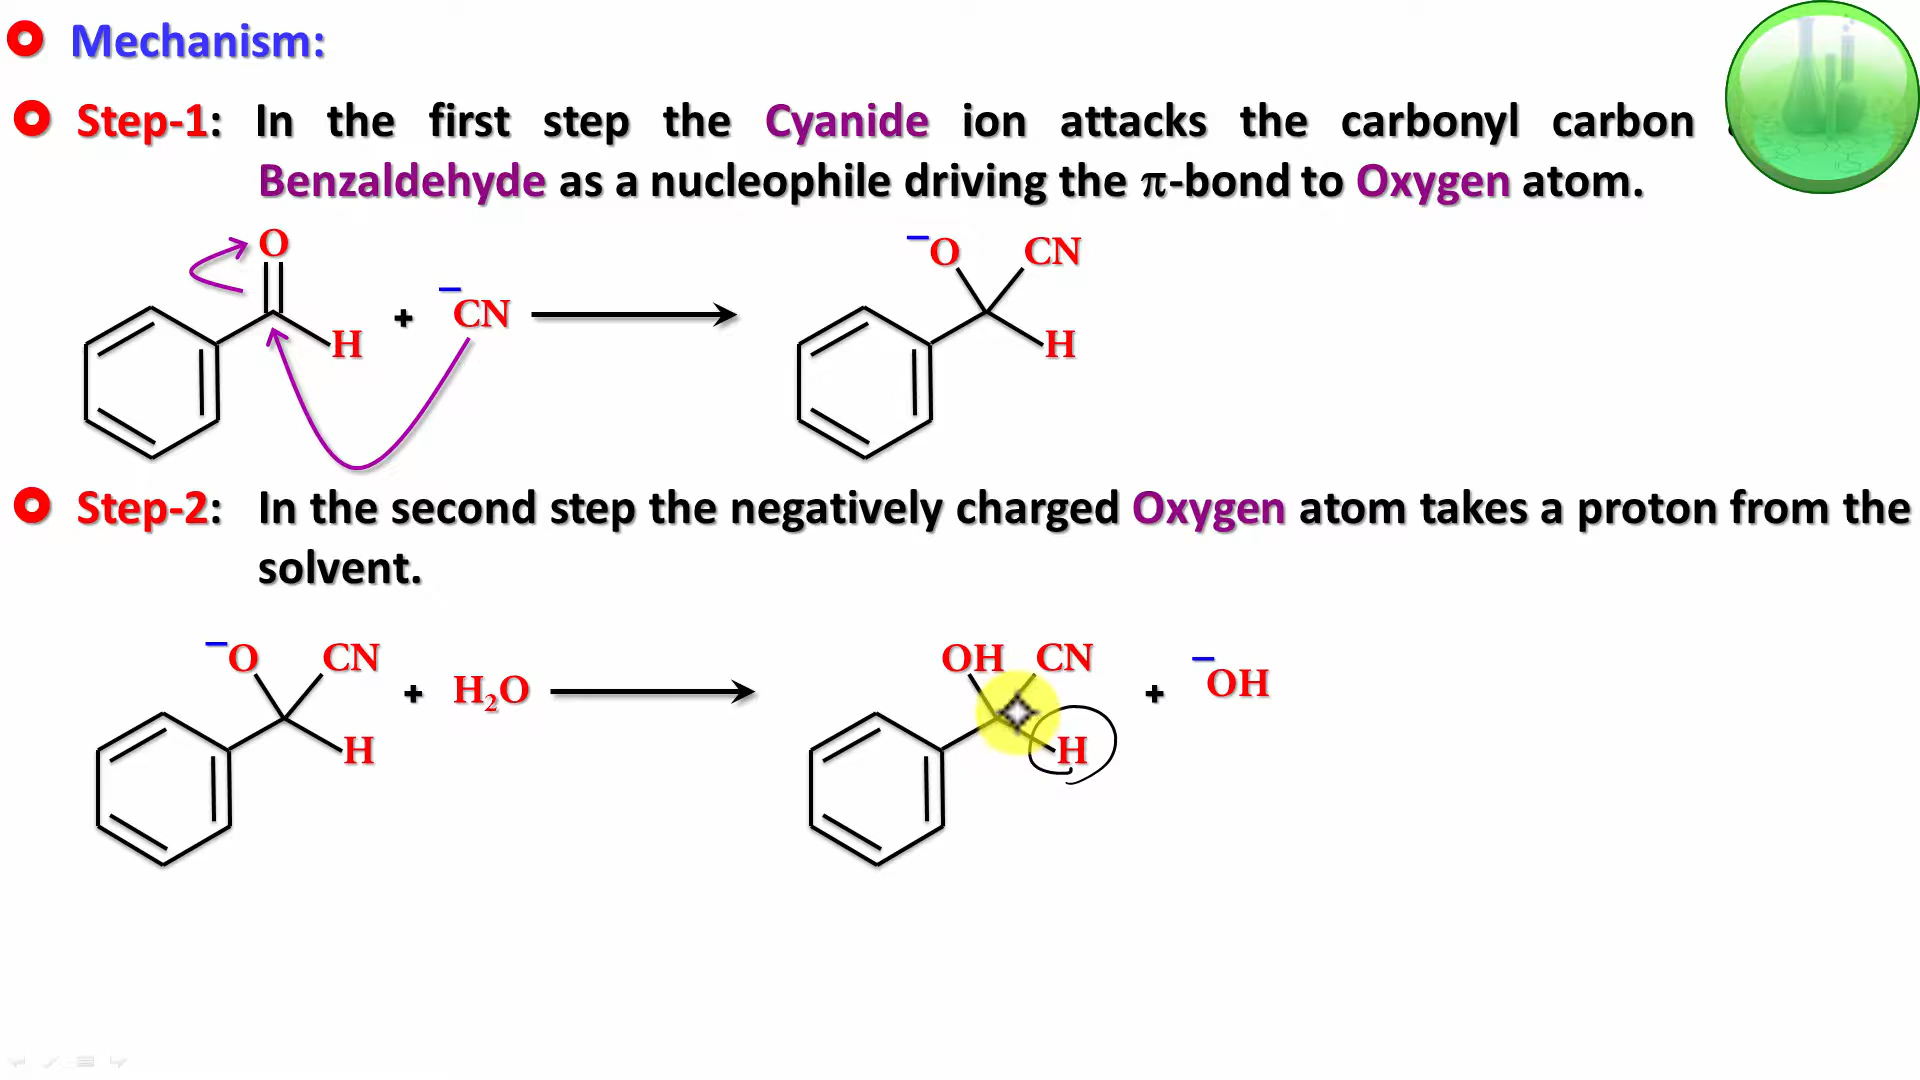 Mechanism:
Step-1: In the first step the Cyanide ion attacks the carbonyl carbon
Benzaldehyde as a nucleophile driving the π-bond to Oxygen atom.
O
H
+
–CN
–O
CN
H
Step-2: In the second step the negatively charged Oxygen atom takes a proton from the
solvent.
–O
CN
H
+
H₂O
OH
CN
H
+
–OH